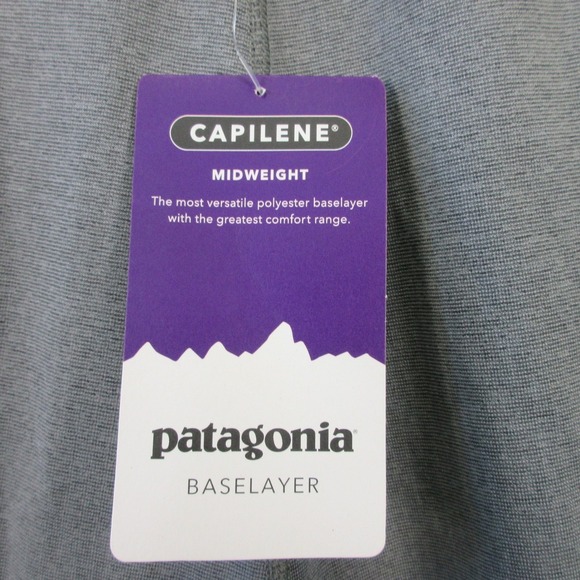 CAPILENE®
MIDWEIGHT
The most versatile polyester baselayer
with the greatest comfort range.
patagonia®
BASELAYER